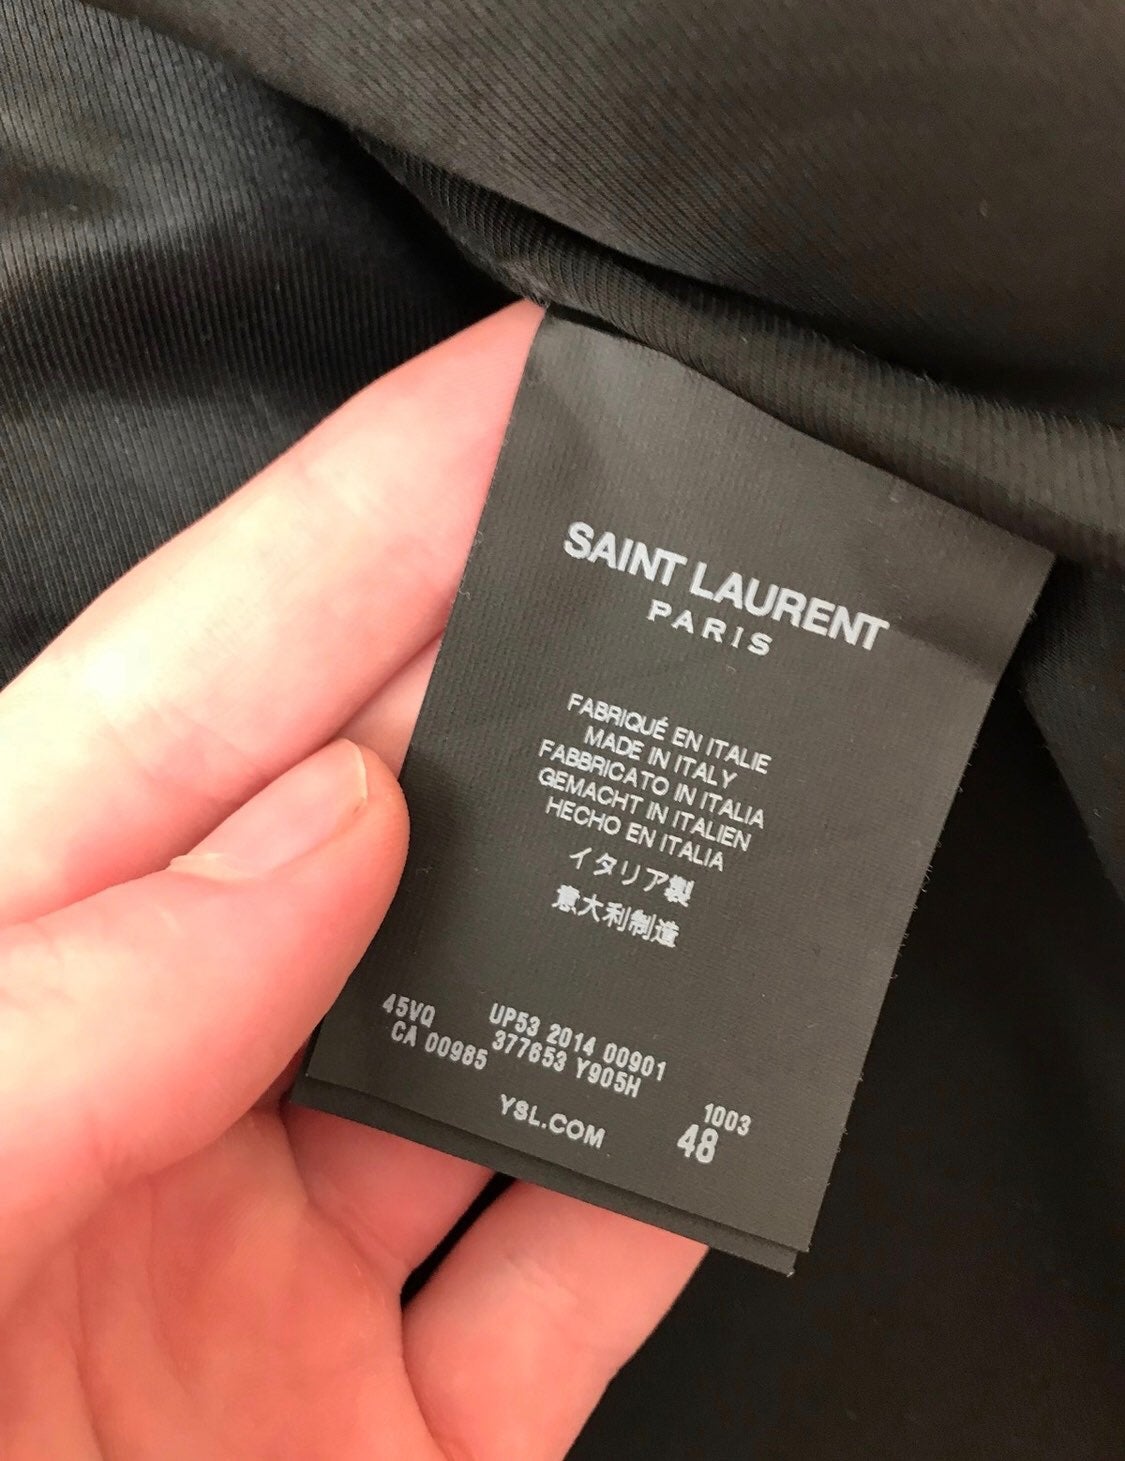 SAINT LAURENT
PARIS
FABRIQUÉ EN ITALIE
MADE IN ITALY
FABBRICATO IN ITALIA
GEMACHT IN ITALIEN
HECHO EN ITALIA
イタリア製
意大利制造
45VQ UP53 2014 00901
CA 00985 377653 Y905H
1003
YSL.COM 48